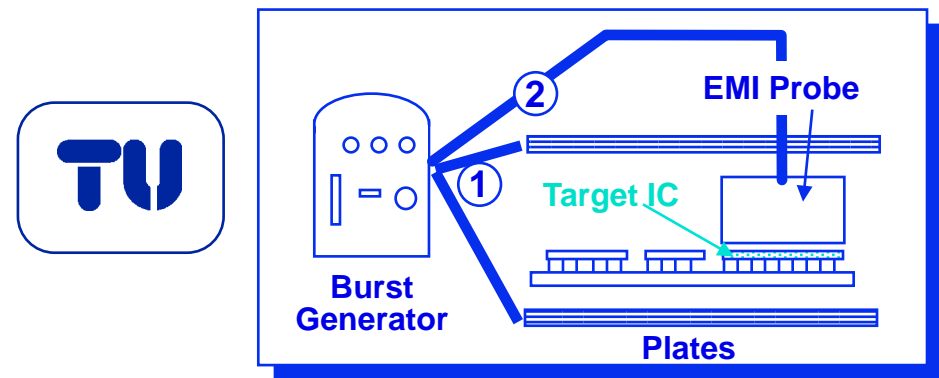 TU
2
EMI Probe
1
Target IC
Burst
Generator
Plates